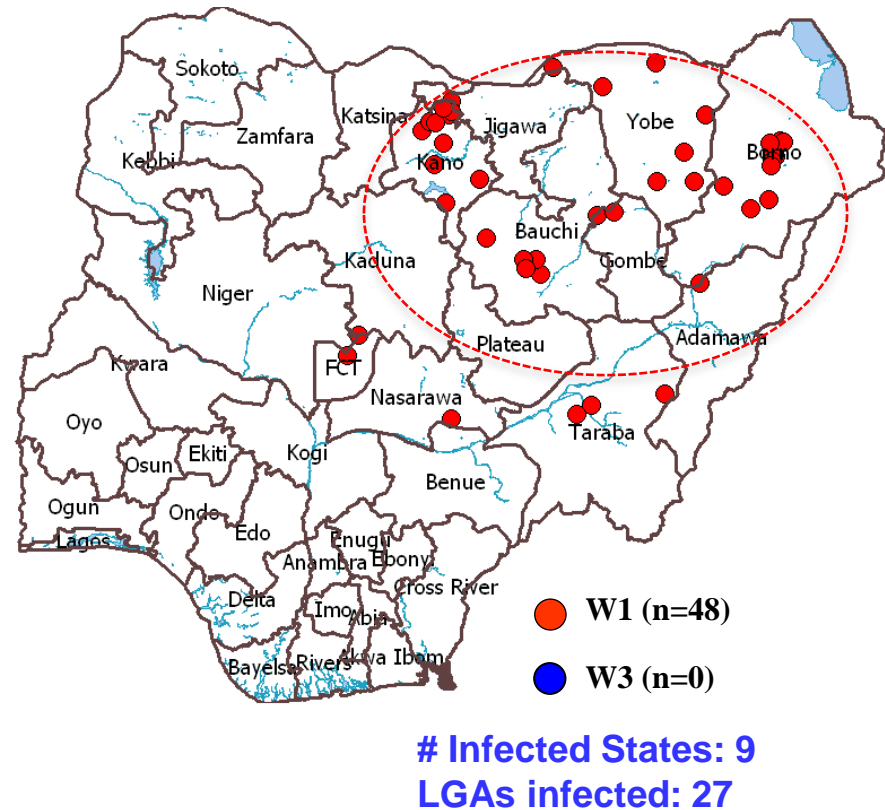 Sokoto
Katsina
Zamfara
Jigawa
Yobe
Kebbi
Borno
Kano
Bauchi
Kaduna
Gombe
Niger
Adamawa
Plateau
FCT
Kwara
Nasarawa
Oyo
Taraba
Ekiti
Kogi
Osun
Benue
Ogun
Ondo
Edo
Lagos
Enugu
Anambra
Ebonyi
Cross River
Delta
Imo
Abia
W1 (n=48)
Bayelsa
Rivers
Akwa Ibom
W3 (n=0)
# Infected States: 9
LGAs infected: 27